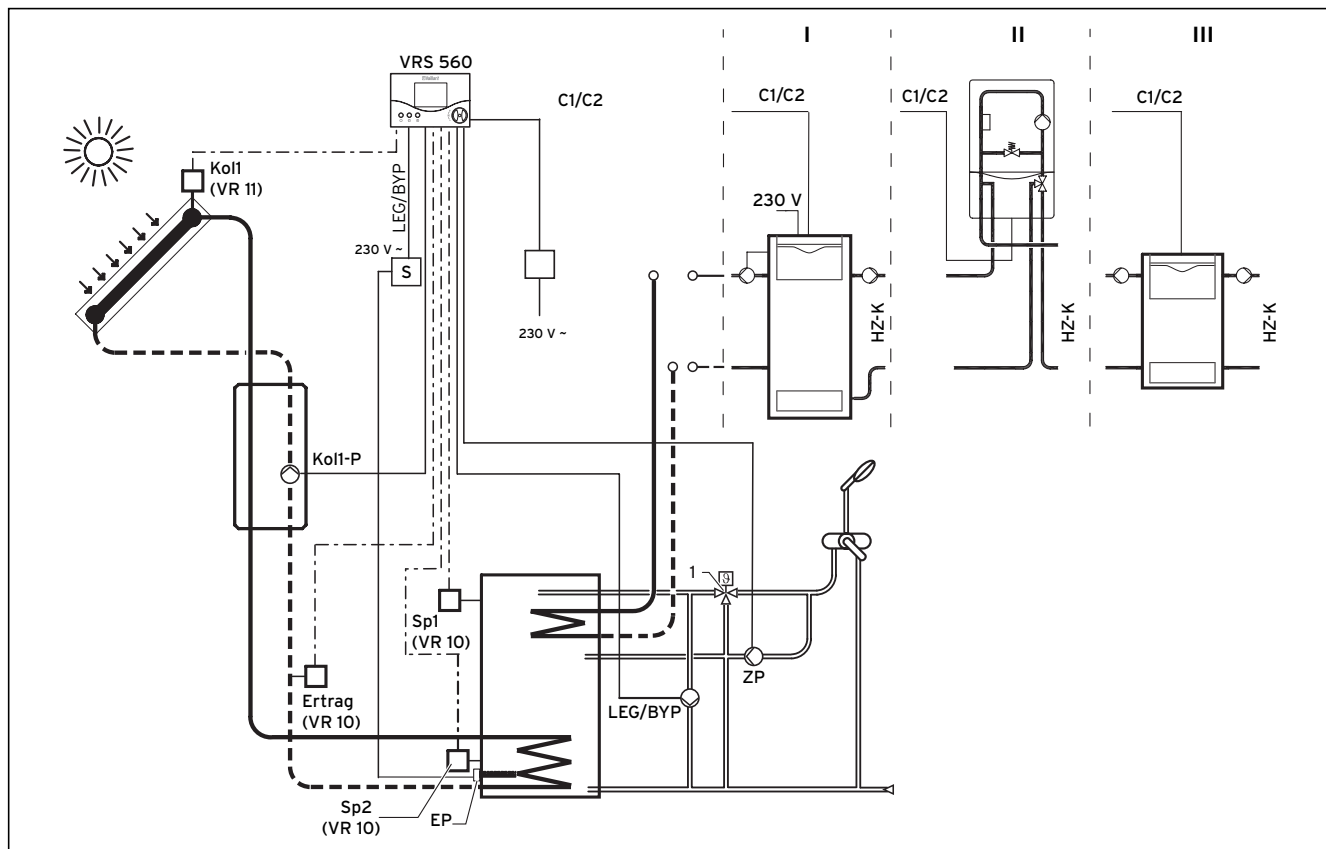 I
II
III
VRS 560
Vaillant
C1/C2
C1/C2
C1/C2
C1/C2
Kol1
(VR 11)
LEG/BYP
230 V ~
S
230 V ~
230 V
HZ-K
HZ-K
HZ-K
Kol1-P
1
ϑ
Sp1
(VR 10)
ZP
Ertrag
(VR 10)
LEG/BYP
Sp2
(VR 10)
EP